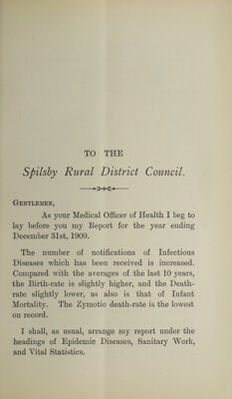 TO THE
Spilsby Rural District Council.
GENTLEMEN,
As your Medical Officer of Health I beg to
lay before you my Report for the year ending
December 31st, 1909.
The number of notifications of Infectious
Diseases which has been received is increased.
Compared with the averages of the last 10 years,
the Birth-rate is slightly higher, and the Death-
rate slightly lower, as also is that of Infant
Mortality. The Zymotic death-rate is the lowest
on record.
I shall, as usual, arrange my report under the
headings of Epidemic Diseases, Sanitary Work,
and Vital Statistics.